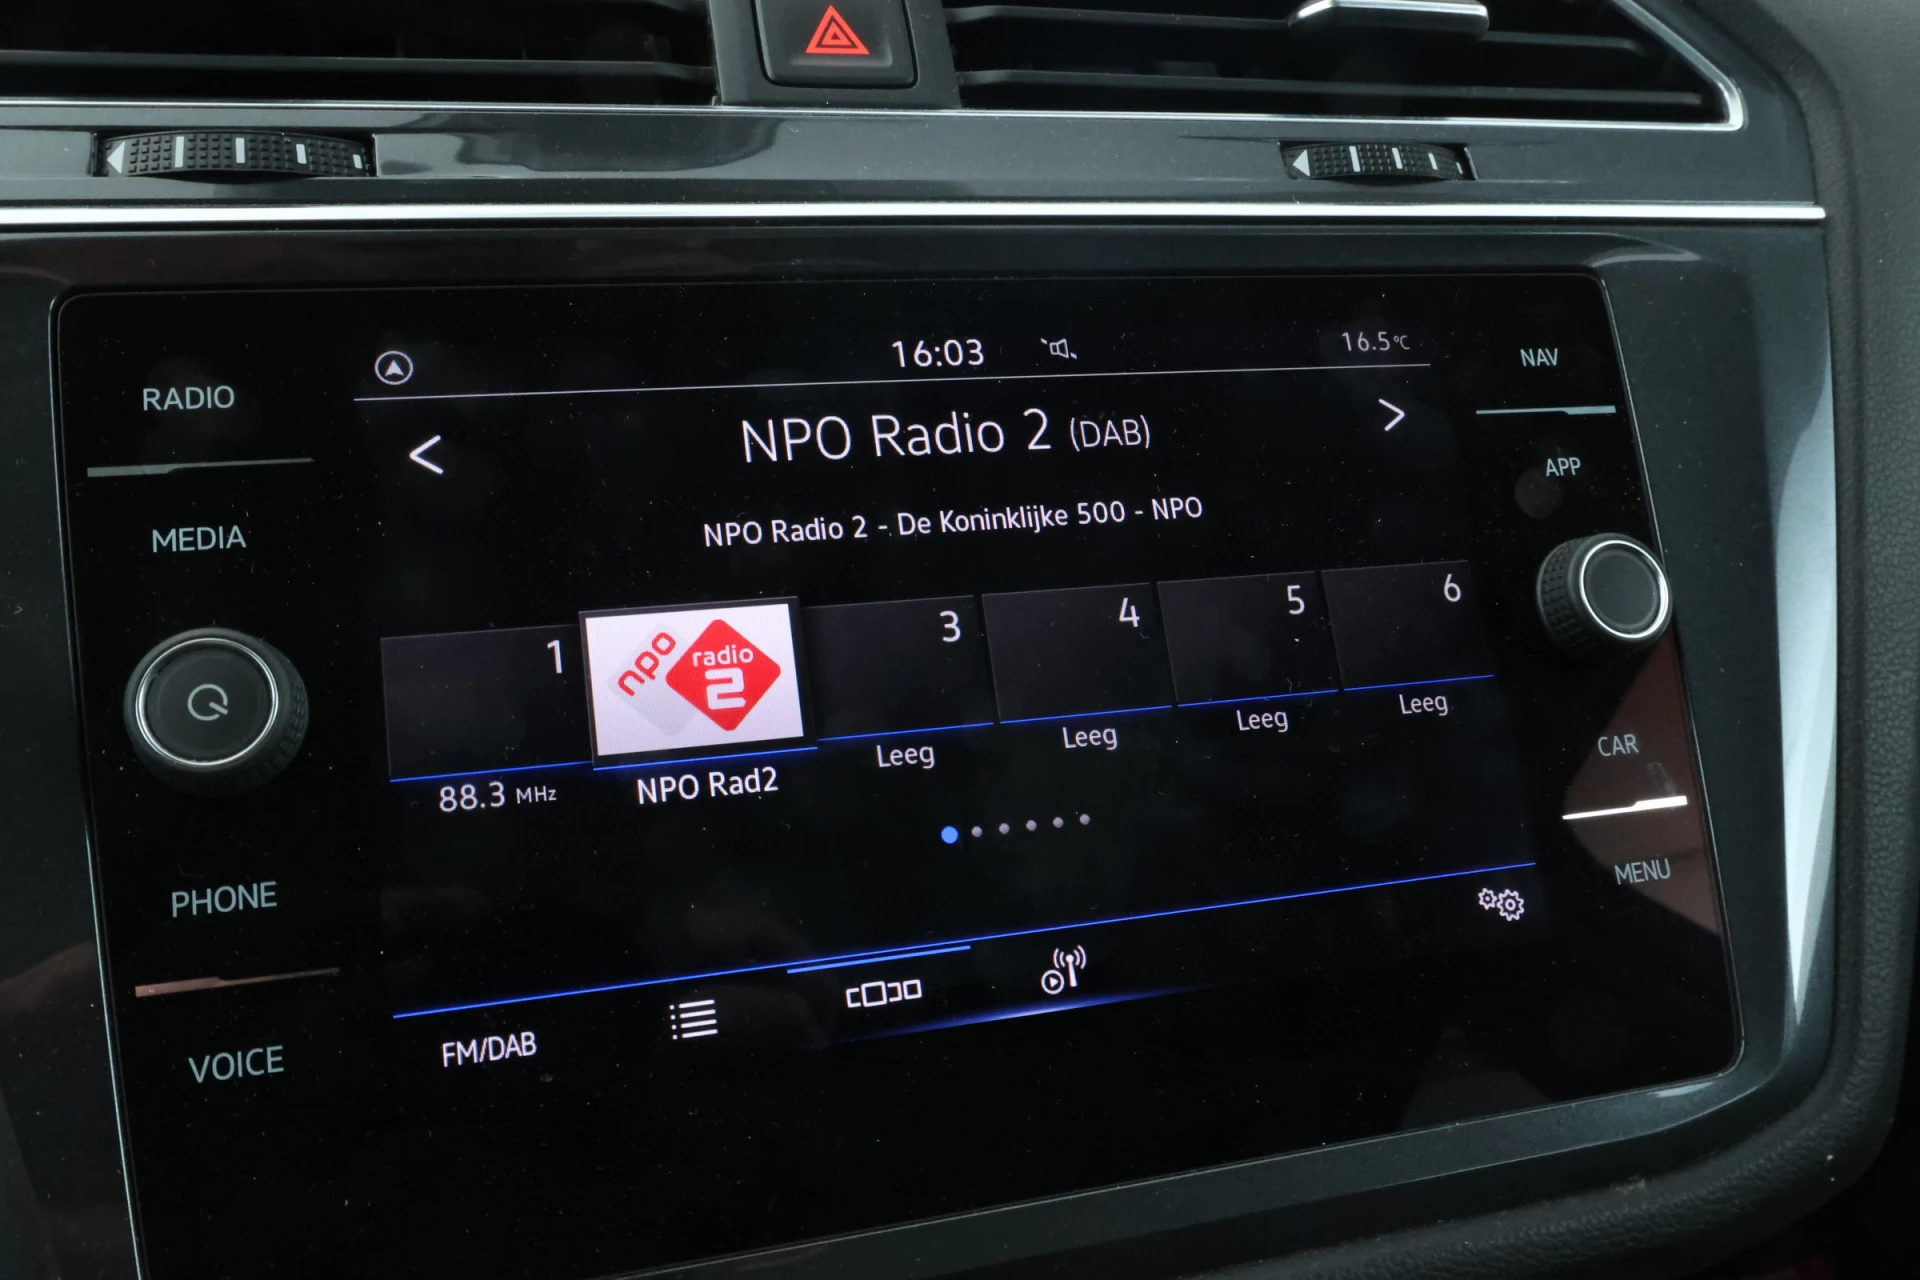 16:03
16.5°C
RADIO
MEDIA
PHONE
VOICE
NPO Radio 2 (DAB)
NPO Radio 2 - De Koninklijke 500 - NPO
1
npo
radio
2
3
4
5
6
88.3 MHz
NPO Rad2
Leeg
Leeg
Leeg
Leeg
FM/DAB
NAV
APP
CAR
MENU